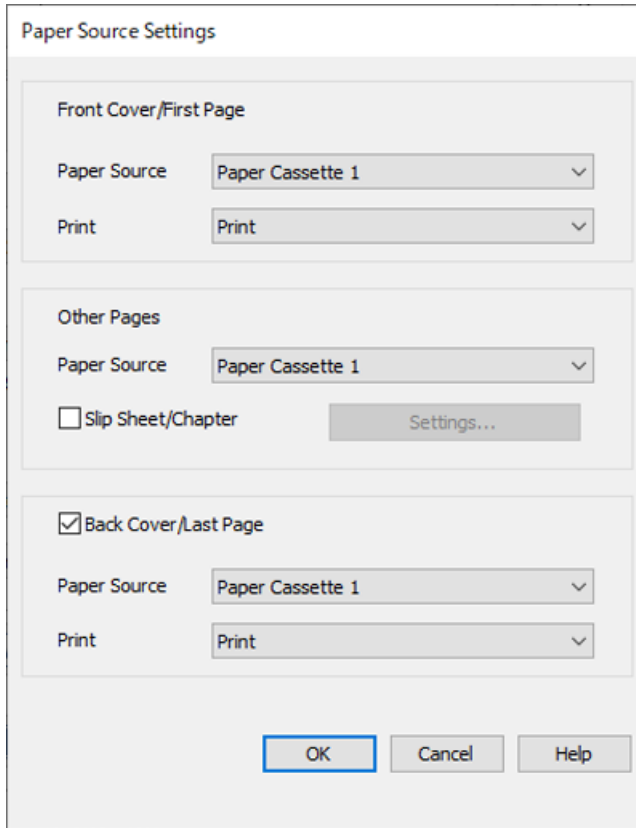 Paper Source Settings
Front Cover/First Page
Paper Source Paper Cassette 1
Print Print
Other Pages
Paper Source Paper Cassette 1
Slip Sheet/Chapter Settings...
Back Cover/Last Page
Paper Source Paper Cassette 1
Print Print
OK Cancel Help